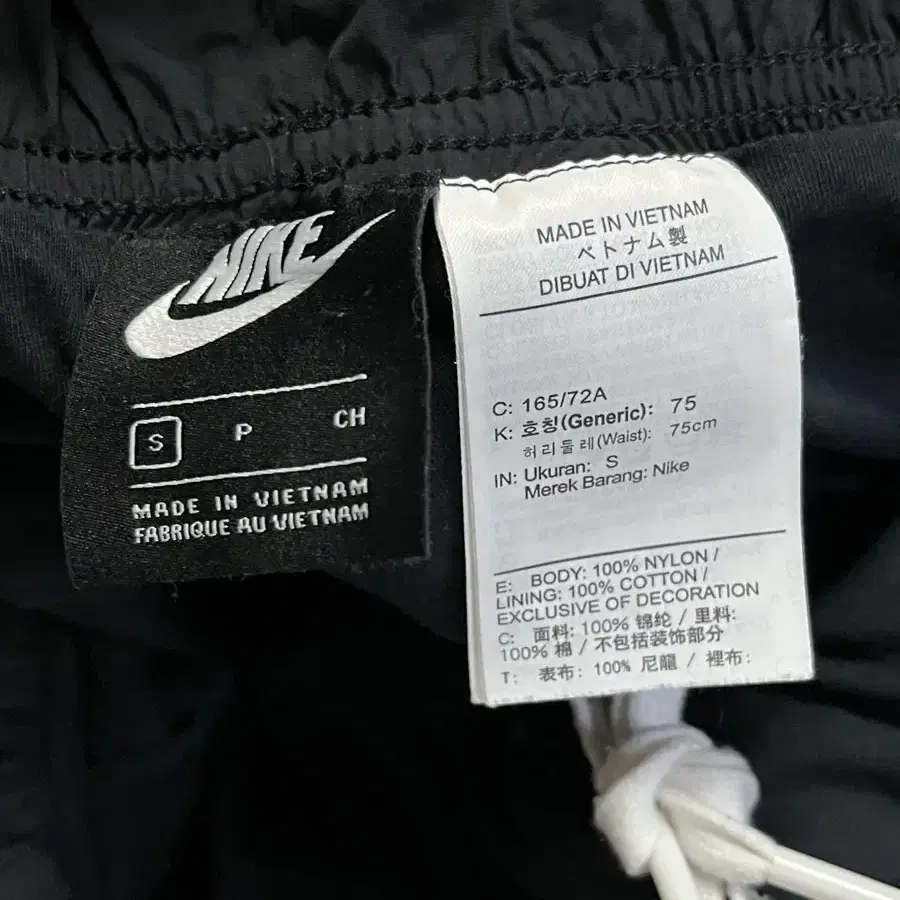 NIKE
S P CH
MADE IN VIETNAM
FABRIQUE AU VIETNAM
MADE IN VIETNAM
ベトナム製
DIBUAT DI VIETNAM
C: 165/72A
K: 호칭(Generic): 75
허리둘레(Waist): 75cm
IN: Ukuran: S
Merek Barang: Nike
E: BODY: 100% NYLON /
LINING: 100% COTTON /
EXCLUSIVE OF DECORATION
C: 面料: 100% 锦纶 / 里料:
100% 棉 / 不包括装饰部分
T: 表布: 100% 尼龍 / 裡布: